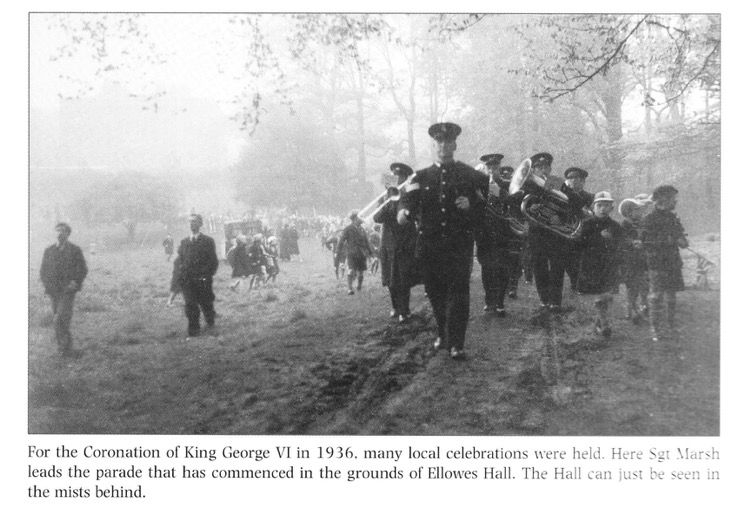 For the Coronation of King George VI in 1936, many local celebrations were held. Here Sgt Marsh
leads the parade that has commenced in the grounds of Ellowes Hall. The Hall can just be seen in
the mists behind.